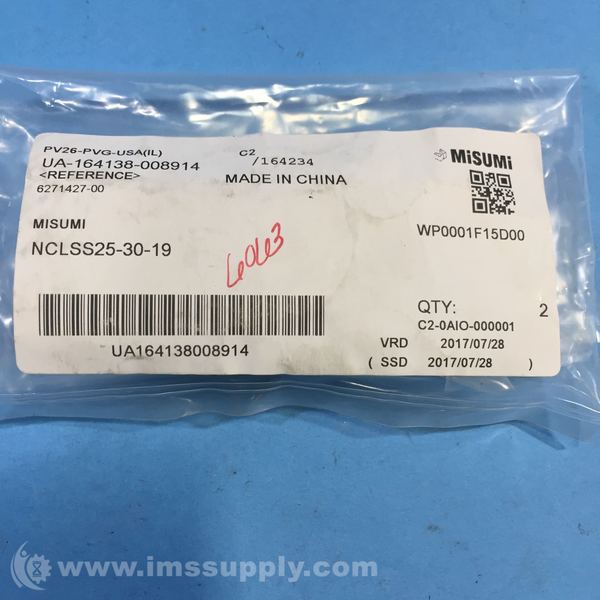 PV26-PVG-USA(IL) C2
UA-164138-008914 /164234
<REFERENCE> MADE IN CHINA
6271427-00
MiSUMi
MISUMI
WP0001F15D00
NCLSS25-30-19
QTY: 2
C2-0AIO-000001
UA164138008914
VRD 2017/07/28
( SSD 2017/07/28 )
www.imssupply.com